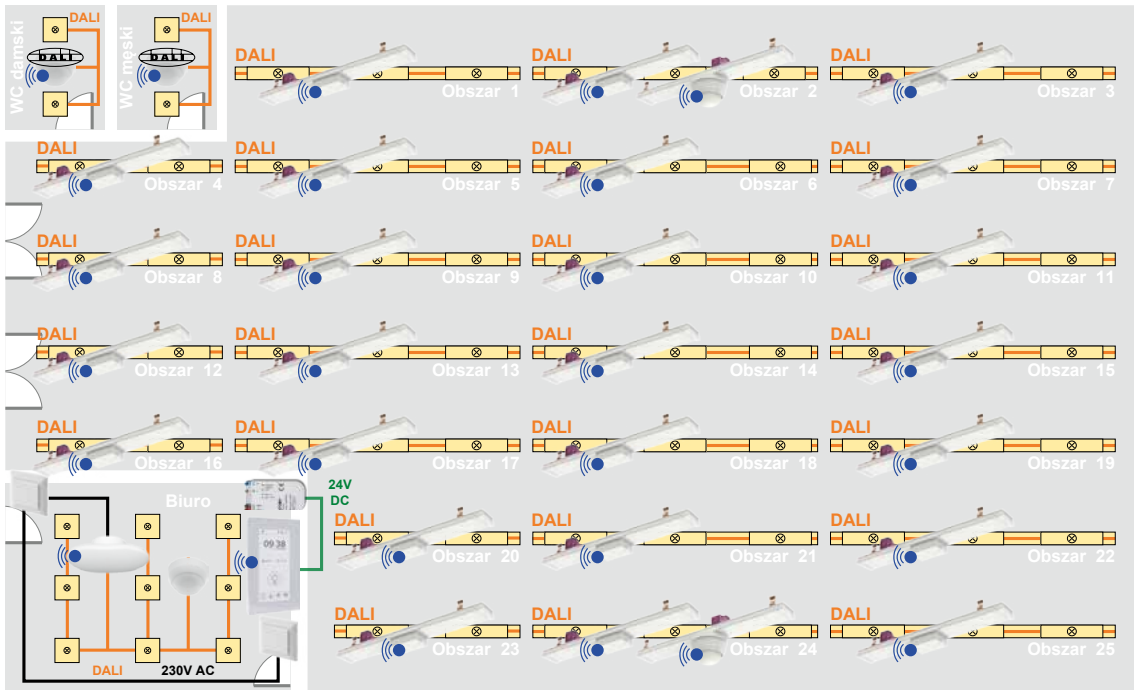 DALI
DALI
WC damski
DALI
WC męski
DALI
DALI
Obszar 1
DALI
Obszar 2
DALI
Obszar 3
DALI
Obszar 4
DALI
Obszar 5
DALI
Obszar 6
DALI
Obszar 7
DALI
Obszar 8
DALI
Obszar 9
DALI
Obszar 10
DALI
Obszar 11
DALI
Obszar 12
DALI
Obszar 13
DALI
Obszar 14
DALI
Obszar 15
DALI
Obszar 16
DALI
Obszar 17
DALI
Obszar 18
DALI
Obszar 19
Biuro
24V
DC
09 38
DALI
Obszar 20
DALI
Obszar 21
DALI
Obszar 22
DALI
Obszar 23
DALI
Obszar 24
DALI
Obszar 25
DALI
230V AC